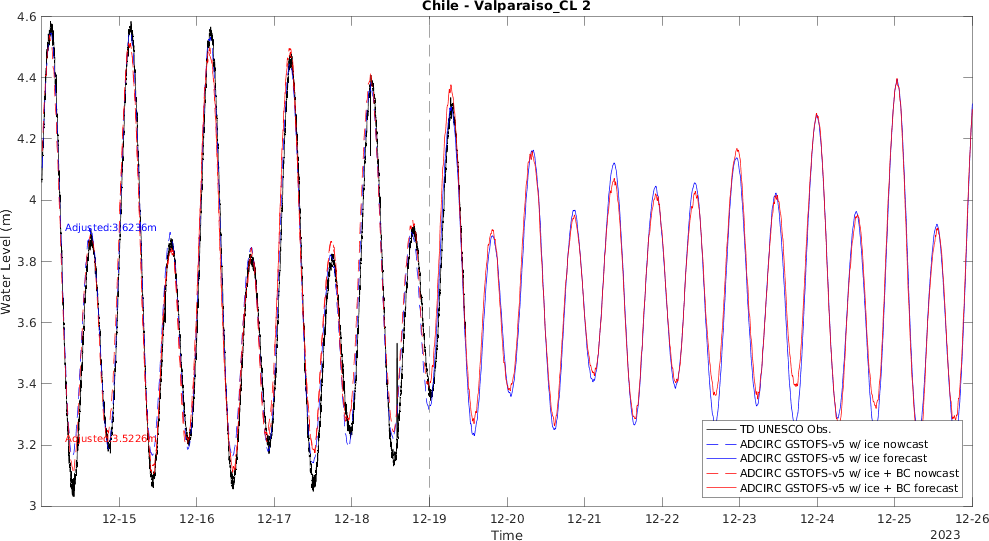 Chile - Valparaiso_CL 2
4.6
4.4
4.2
4
3.8
3.6
3.4
3.2
3
Water Level (m)
Adjusted:3.6236m
Adjusted:3.5226m
TD UNESCO Obs.
ADCIRC GSTOFS-v5 w/ ice nowcast
ADCIRC GSTOFS-v5 w/ ice forecast
ADCIRC GSTOFS-v5 w/ ice + BC nowcast
ADCIRC GSTOFS-v5 w/ ice + BC forecast
12-15 12-16 12-17 12-18 12-19 12-20 12-21 12-22 12-23 12-24 12-25 12-26
Time
2023